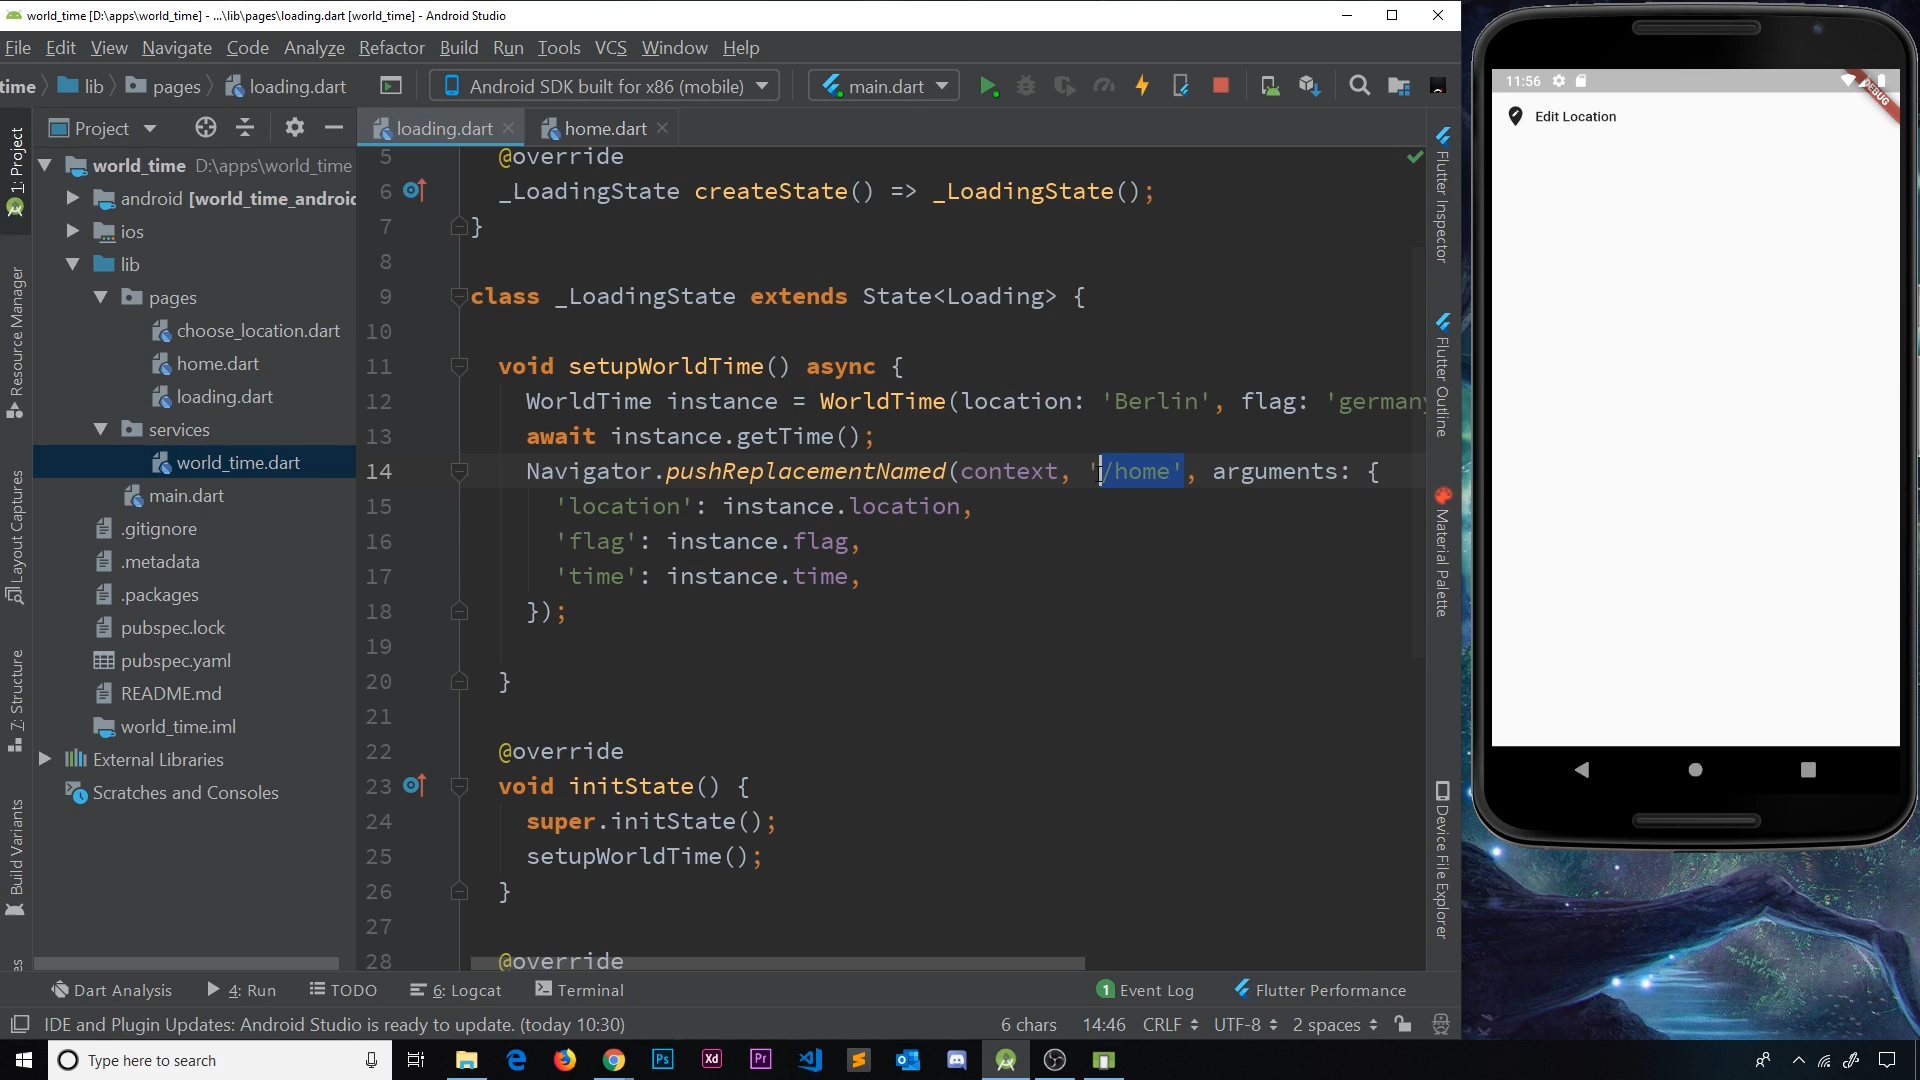 world_time [D:\apps\world_time] - ...\lib\pages\loading.dart [world_time] - Android Studio
File Edit View Navigate Code Analyze Refactor Build Run Tools VCS Window Help
time lib pages loading.dart Android SDK built for x86 (mobile) main.dart
Project loading.dart home.dart
world_time D:\apps\world_time
android [world_time_androic
ios
lib
pages
choose_location.dart
home.dart
loading.dart
services
world_time.dart
main.dart
.gitignore
.metadata
.packages
pubspec.lock
pubspec.yaml
README.md
world_time.iml
External Libraries
Scratches and Consoles
1: Project
Resource Manager
Layout Captures
Z: Structure
Build Variants
5 @override
6 _LoadingState createState() => _LoadingState();
7 }
8
9 class _LoadingState extends State<Loading> {
10
11 void setupWorldTime() async {
12 WorldTime instance = WorldTime(location: 'Berlin', flag: 'germany
13 await instance.getTime();
14 Navigator.pushReplacementNamed(context, '/home', arguments: {
15 'location': instance.location,
16 'flag': instance.flag,
17 'time': instance.time,
18 });
19
20 }
21
22 @override
23 void initState() {
24 super.initState();
25 setupWorldTime();
26 }
27
28 @override
Flutter Inspector
Flutter Outline
Material Palette
Device File Explorer
Dart Analysis 4: Run TODO 6: Logcat Terminal 1 Event Log Flutter Performance
IDE and Plugin Updates: Android Studio is ready to update. (today 10:30) 6 chars 14:46 CRLF UTF-8 2 spaces
Type here to search
Ps Xd Pr
11:56
DEBUG
Edit Location